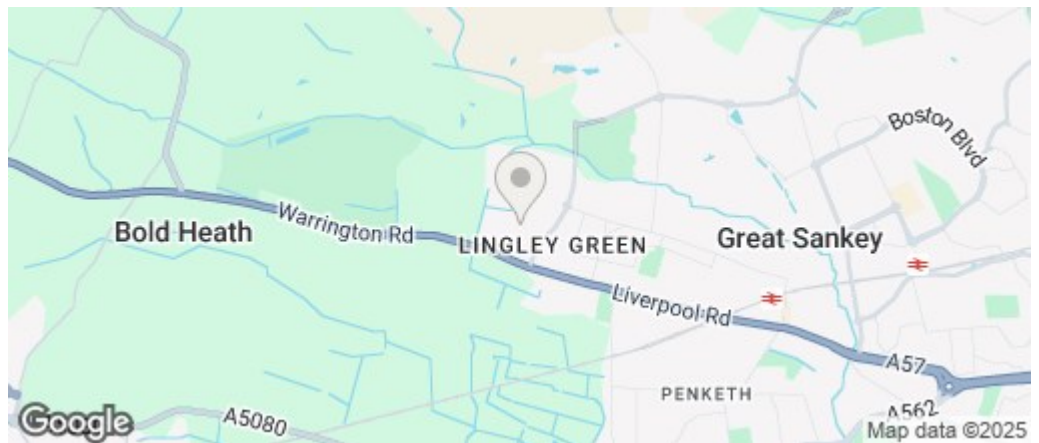 Boston Blvd
Warrington Rd
Bold Heath
LINGLEY GREEN
Great Sankey
Liverpool Rd
A57
PENKETH
A5080
A562
Google
Map data ©2025